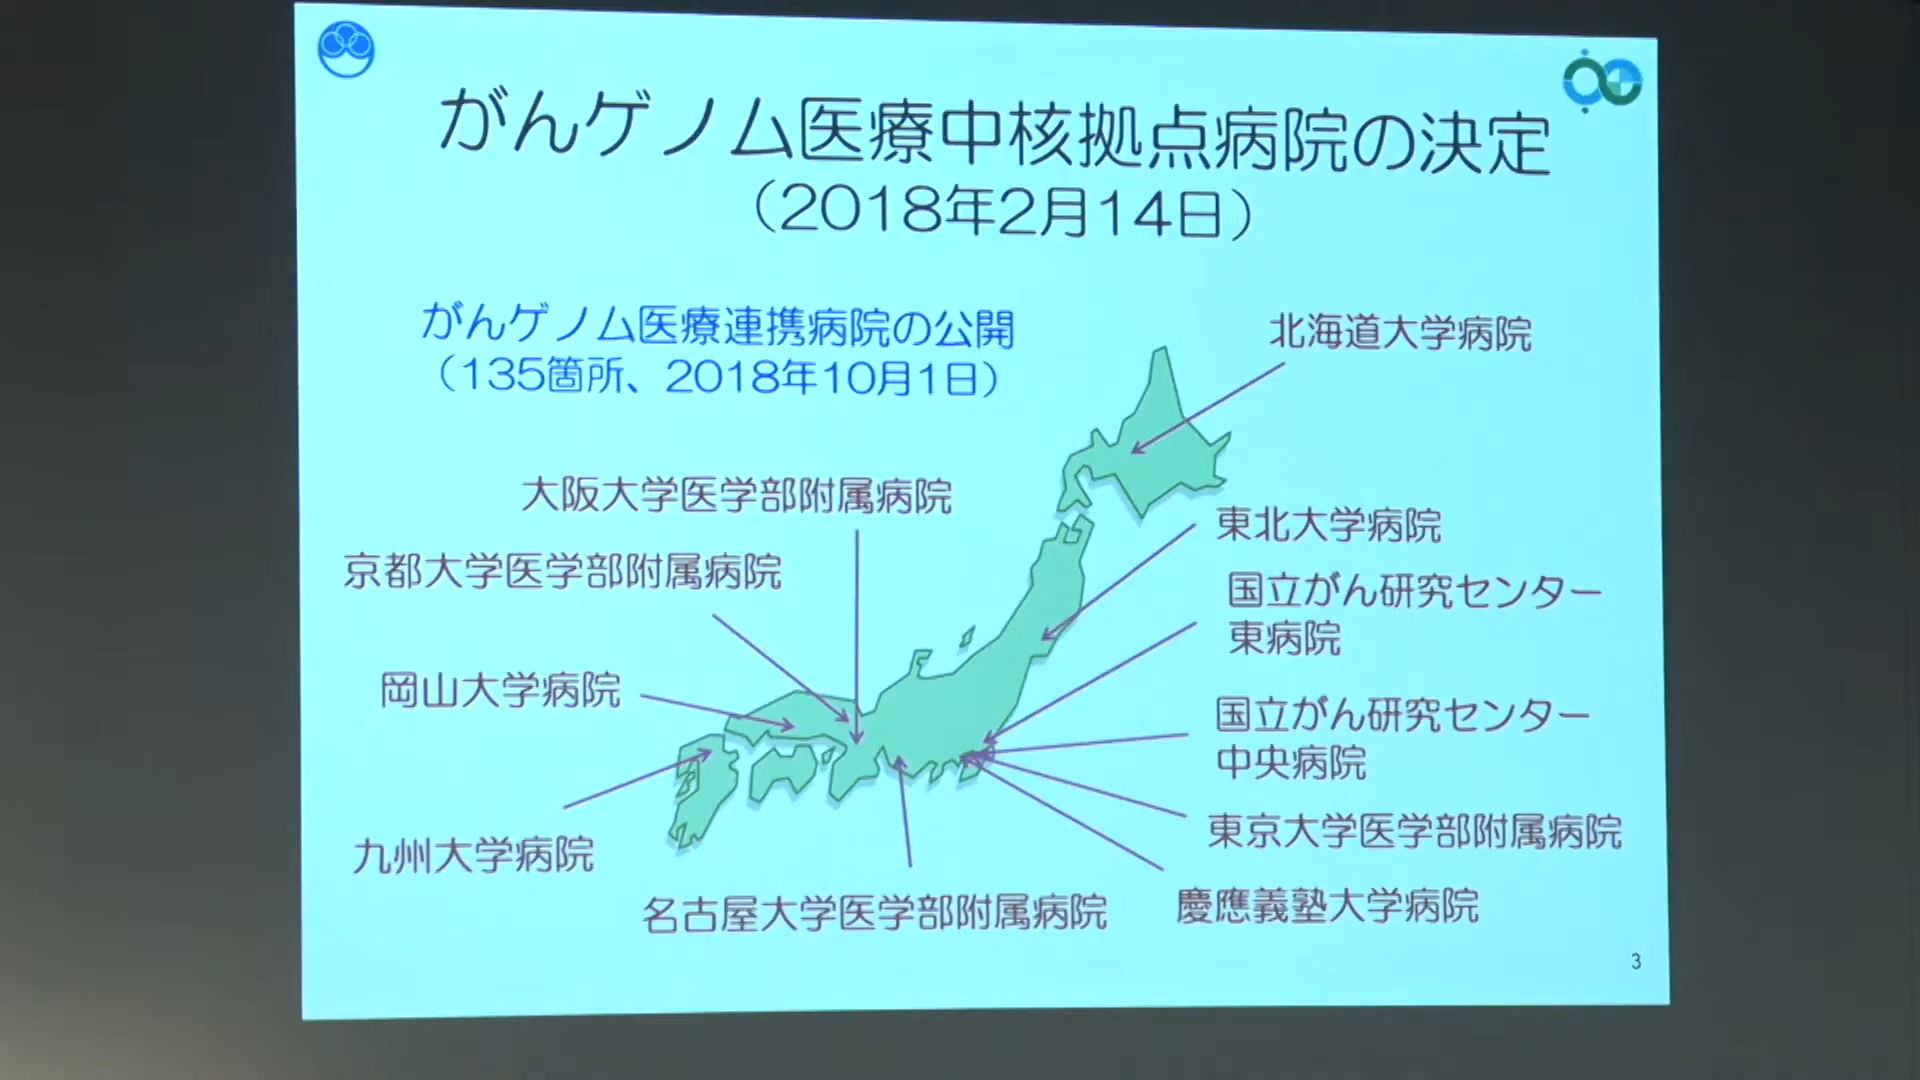 がんゲノム医療中核拠点病院の決定
（2018年2月14日）
がんゲノム医療連携病院の公開
（135箇所、2018年10月1日）
北海道大学病院
大阪大学医学部附属病院
東北大学病院
京都大学医学部附属病院
国立がん研究センター
東病院
岡山大学病院
国立がん研究センター
中央病院
東京大学医学部附属病院
九州大学病院
名古屋大学医学部附属病院
慶應義塾大学病院
3